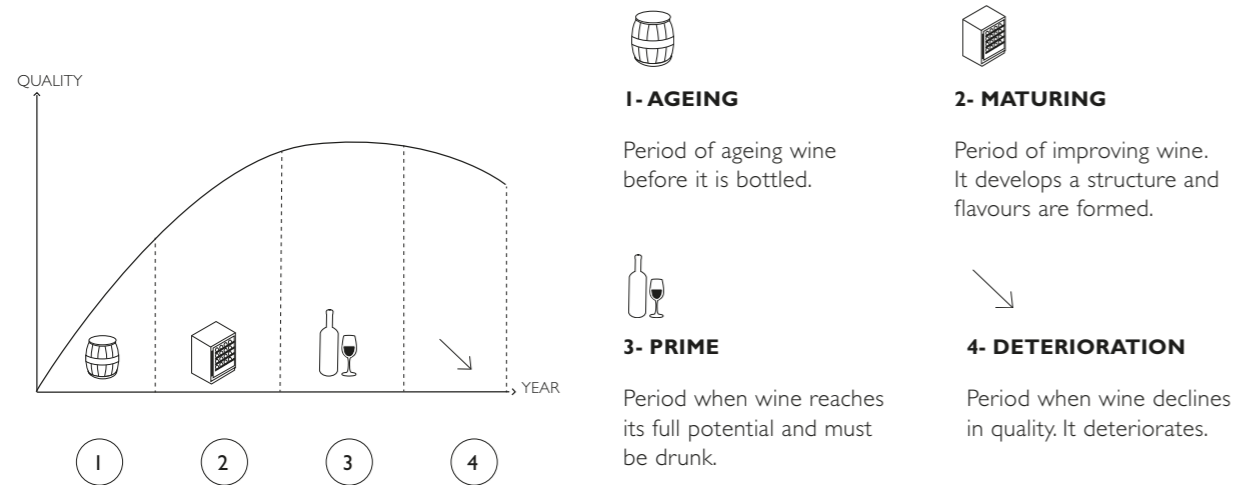 QUALITY
YEAR
1
2
3
4
1- AGEING
Period of ageing wine
before it is bottled.
2- MATURING
Period of improving wine.
It develops a structure and
flavours are formed.
3- PRIME
Period when wine reaches
its full potential and must
be drunk.
4- DETERIORATION
Period when wine declines
in quality. It deteriorates.